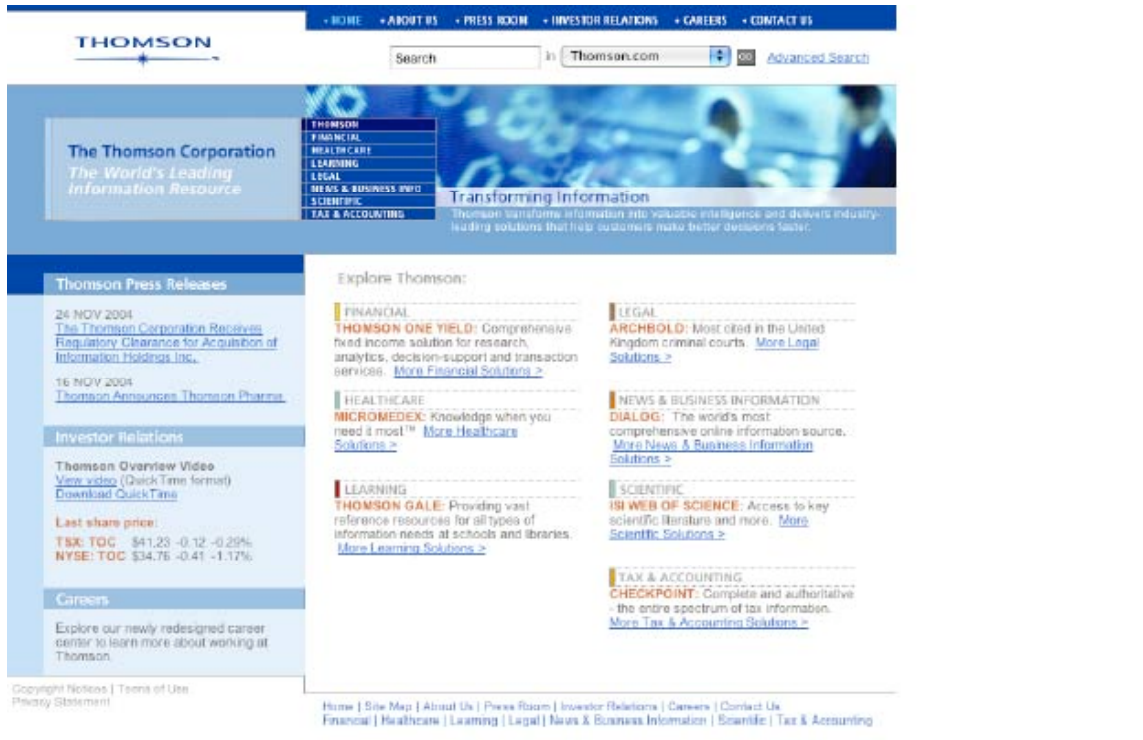 HOME ABOUT US PRESS ROOM INVESTOR RELATIONS CAREERS CONTACT US
THOMSON
Search in Thomson.com GO Advanced Search
The Thomson Corporation
The World's Leading
Information Resource
THOMSON
FINANCIAL
HEALTHCARE
LEARNING
LEGAL
NEWS & BUSINESS INFO
SCIENTIFIC
TAX & ACCOUNTING
Transforming Information
Thomson transforms information into valuable intelligence and delivers industry-
leading solutions that help customers make better decisions faster.
Thomson Press Releases
24 NOV 2004
The Thomson Corporation Receives
Regulatory Clearance for Acquisition of
Information Holdings Inc.
16 NOV 2004
Thomson Announces Thomson Pharma
Investor Relations
Thomson Overview Video
View video (QuickTime format)
Download QuickTime
Last share price:
TSX: TOC $41.23 -0.12 -0.29%
NYSE: TOC $34.76 -0.41 -1.17%
Careers
Explore our newly redesigned career
center to learn more about working at
Thomson.
Explore Thomson:
FINANCIAL
THOMSON ONE YIELD: Comprehensive
fixed income solution for research,
analytics, decision-support and transaction
services. More Financial Solutions >
HEALTHCARE
MICROMEDEX: Knowledge when you
need it most™ More Healthcare
Solutions >
LEARNING
THOMSON GALE: Providing vast
reference resources for all types of
information needs at schools and libraries.
More Learning Solutions >
LEGAL
ARCHBOLD: Most cited in the United
Kingdom criminal courts. More Legal
Solutions >
NEWS & BUSINESS INFORMATION
DIALOG: The world's most
comprehensive online information source.
More News & Business Information
Solutions >
SCIENTIFIC
ISI WEB OF SCIENCE: Access to key
scientific literature and more. More
Scientific Solutions >
TAX & ACCOUNTING
CHECKPOINT: Complete and authoritative
- the entire spectrum of tax information.
More Tax & Accounting Solutions >
Copyright Notices | Terms of Use
Privacy Statement
Home | Site Map | About Us | Press Room | Investor Relations | Careers | Contact Us
Financial | Healthcare | Learning | Legal | News & Business Information | Scientific | Tax & Accounting